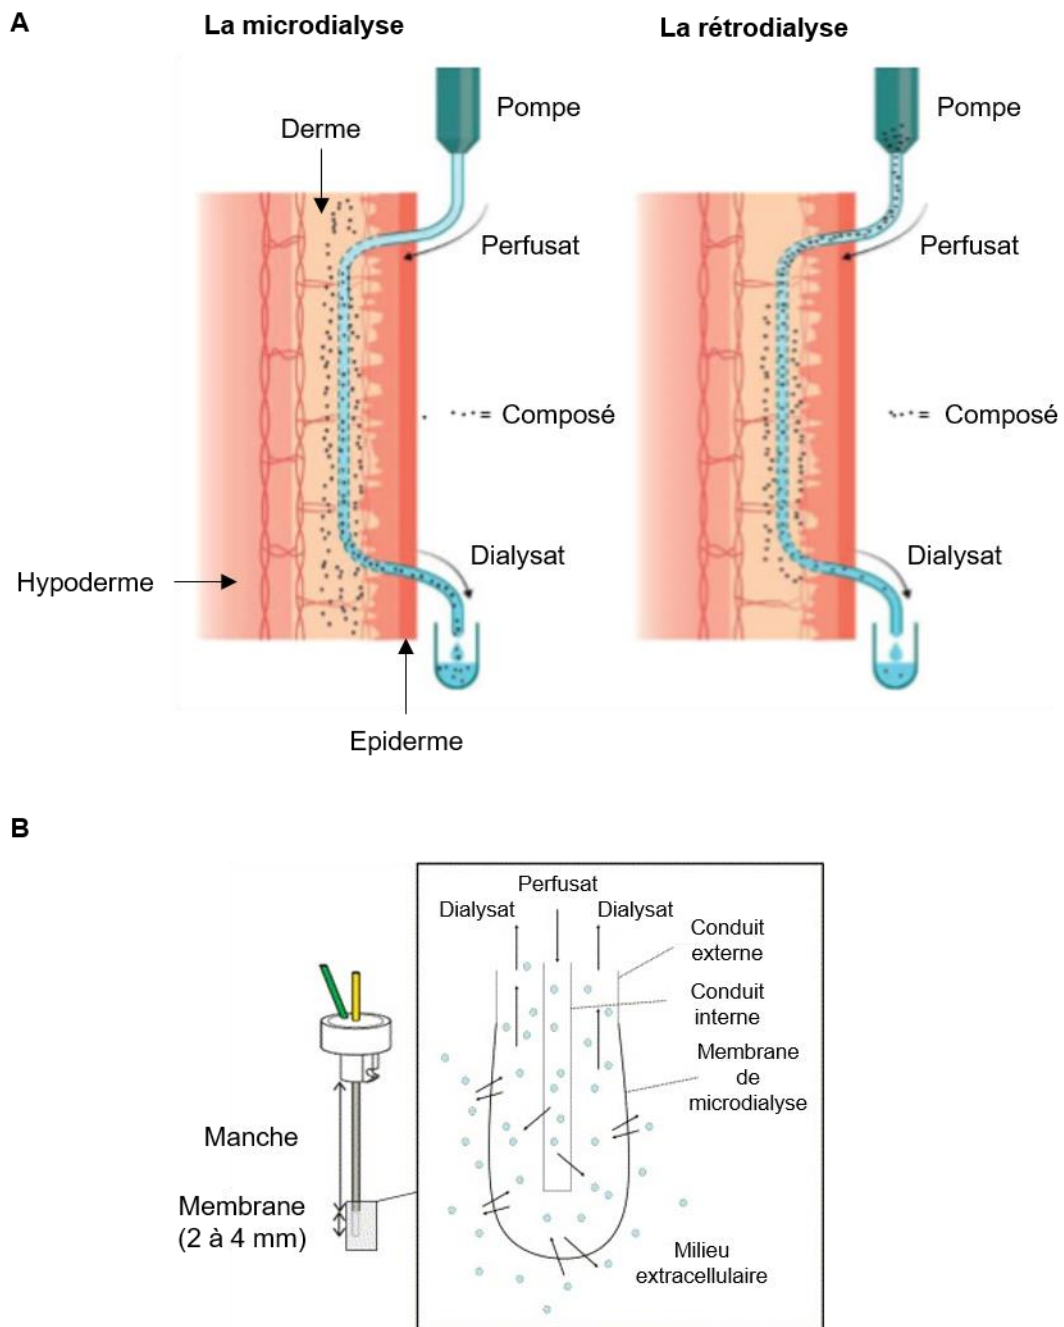 A
La microdialyse
La rétrodialyse
Pompe
Pompe
Derme
Perfusat
Perfusat
= Composé
= Composé
Dialysat
Dialysat
Hypoderme
Epiderme
B
Perfusat
Dialysat
Dialysat
Conduit
externe
Conduit
interne
Membrane
de
microdialyse
Manche
Membrane
(2 à 4 mm)
Milieu
extracellulaire